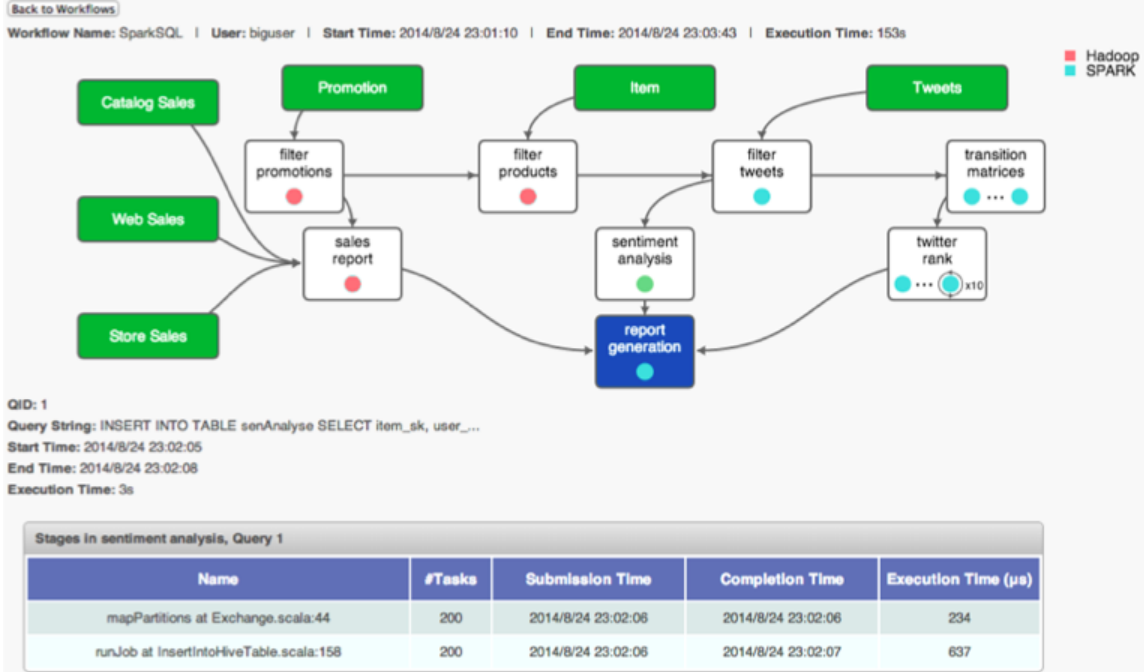 Back to Workflows
Workflow Name: SparkSQL | User: biguser | Start Time: 2014/8/24 23:01:10 | End Time: 2014/8/24 23:03:43 | Execution Time: 153s
Hadoop
SPARK
Catalog Sales
Promotion
Item
Tweets
filter
promotions
filter
products
filter
tweets
transition
matrices
...
Web Sales
sales
report
sentiment
analysis
twitter
rank
... x10
Store Sales
report
generation
QID: 1
Query String: INSERT INTO TABLE senAnalyse SELECT item_sk, user_...
Start Time: 2014/8/24 23:02:05
End Time: 2014/8/24 23:02:08
Execution Time: 3s
Stages in sentiment analysis, Query 1
Name #Tasks Submission Time Completion Time Execution Time (μs)
mapPartitions at Exchange.scala:44 200 2014/8/24 23:02:06 2014/8/24 23:02:06 234
runJob at InsertIntoHiveTable.scala:158 200 2014/8/24 23:02:06 2014/8/24 23:02:07 637